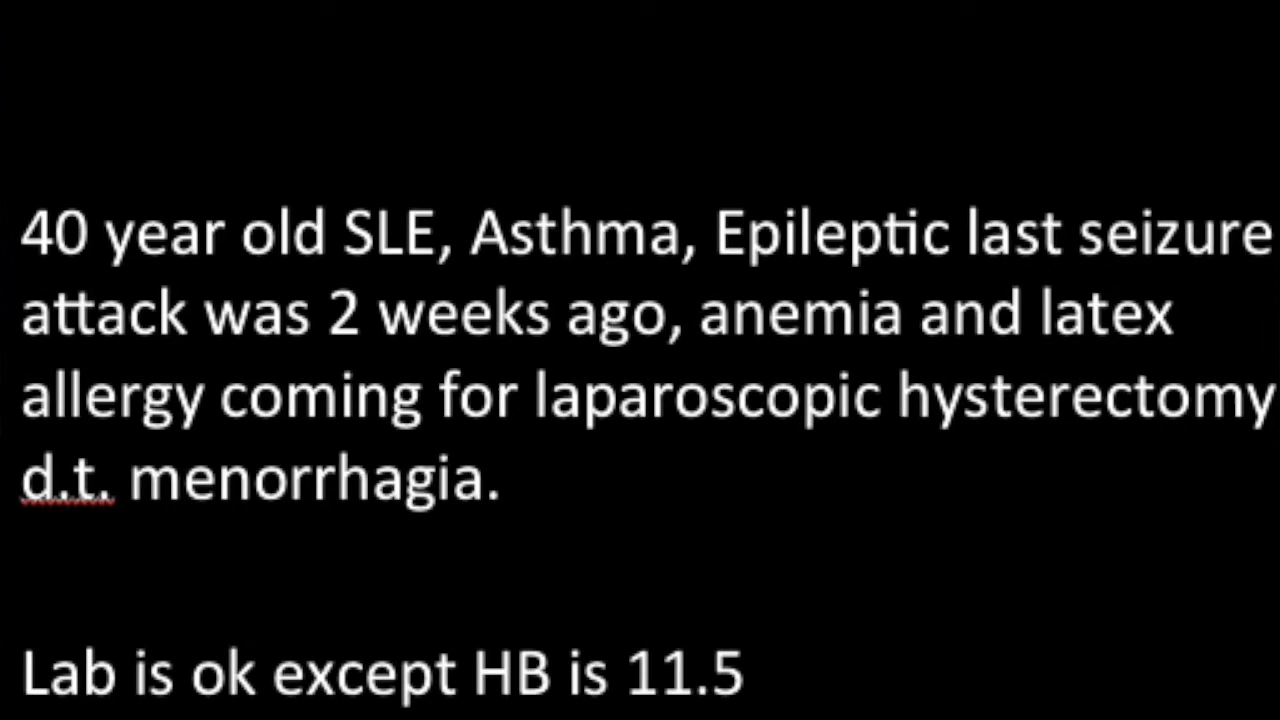 40 year old SLE, Asthma, Epileptic last seizure
attack was 2 weeks ago, anemia and latex
allergy coming for laparoscopic hysterectomy
d.t. menorrhagia.
Lab is ok except HB is 11.5